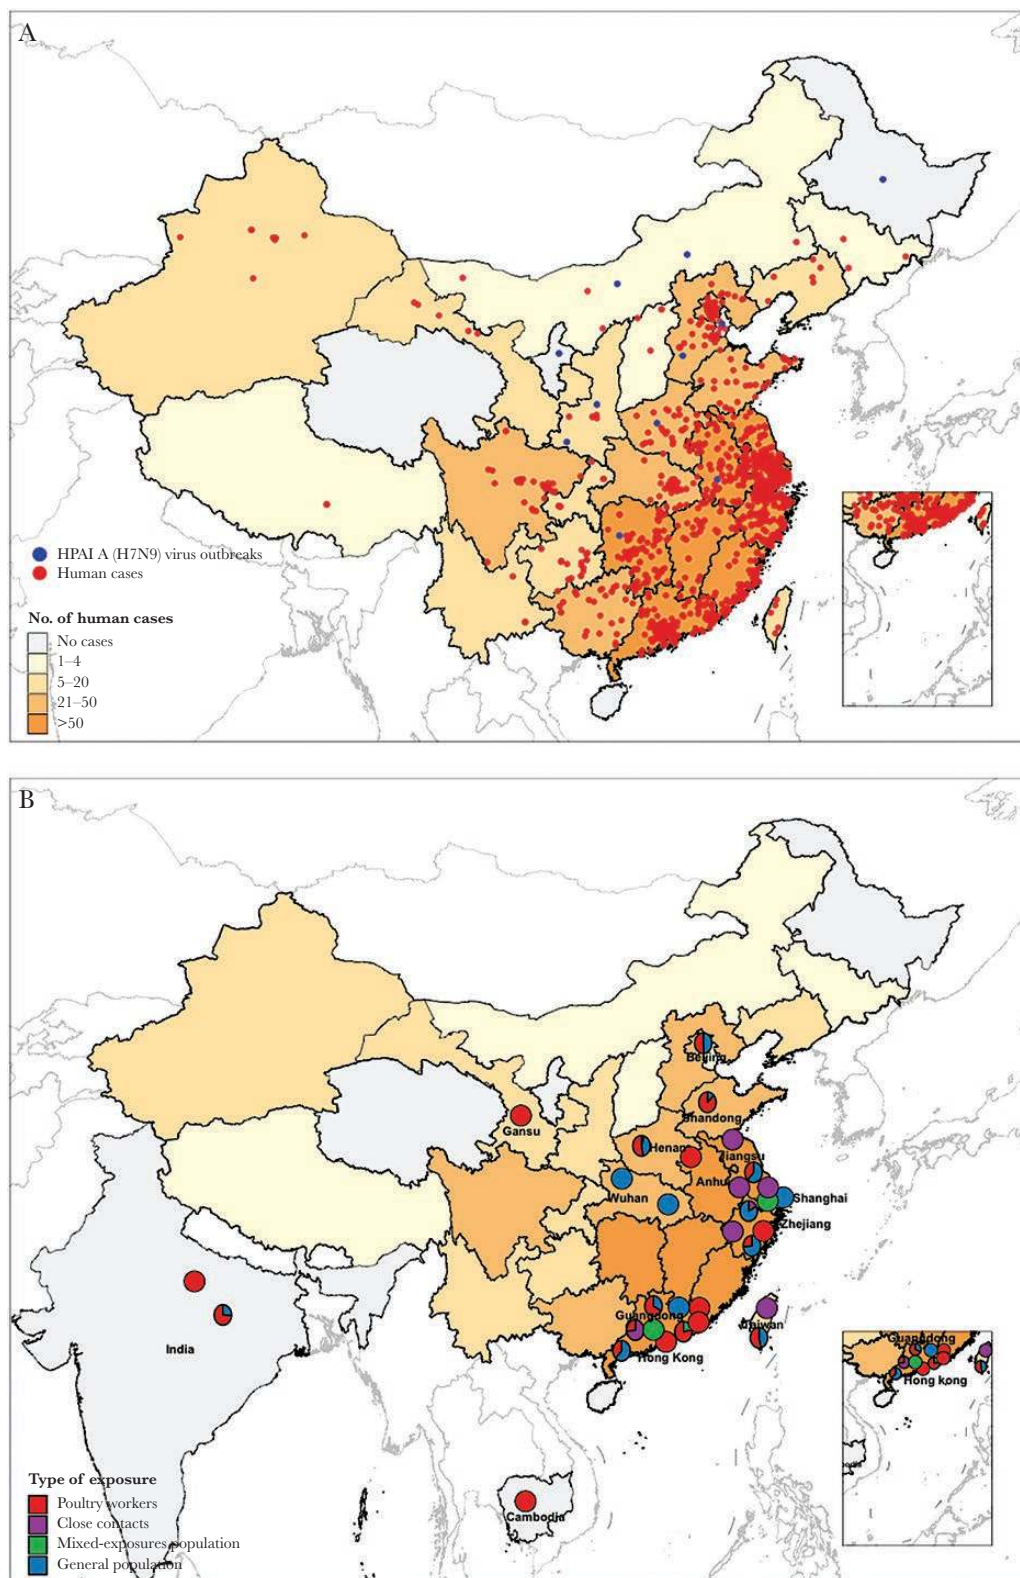 A
HPAI A (H7N9) virus outbreaks
Human cases
No. of human cases
No cases
1–4
5–20
21–50
>50
B
Beijing
Shandong
Gansu
Henan
Jiangsu
Anhui
Wuhan
Shanghai
Zhejiang
India
Guangdong
Taiwan
Hong Kong
Guangdong
Hong kong
Cambodia
Type of exposure
Poultry workers
Close contacts
Mixed-exposures population
General population